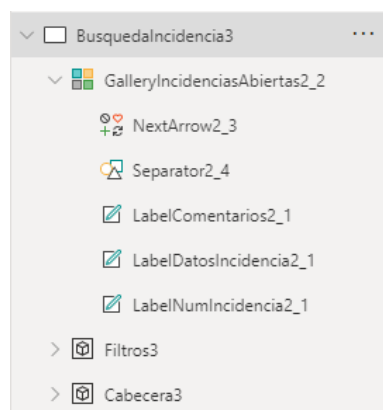 BusquedaIncidencia3
GalleryIncidenciasAbiertas2_2
NextArrow2_3
Separator2_4
LabelComentarios2_1
LabelDatosIncidencia2_1
LabelNumIncidencia2_1
Filtros3
Cabecera3